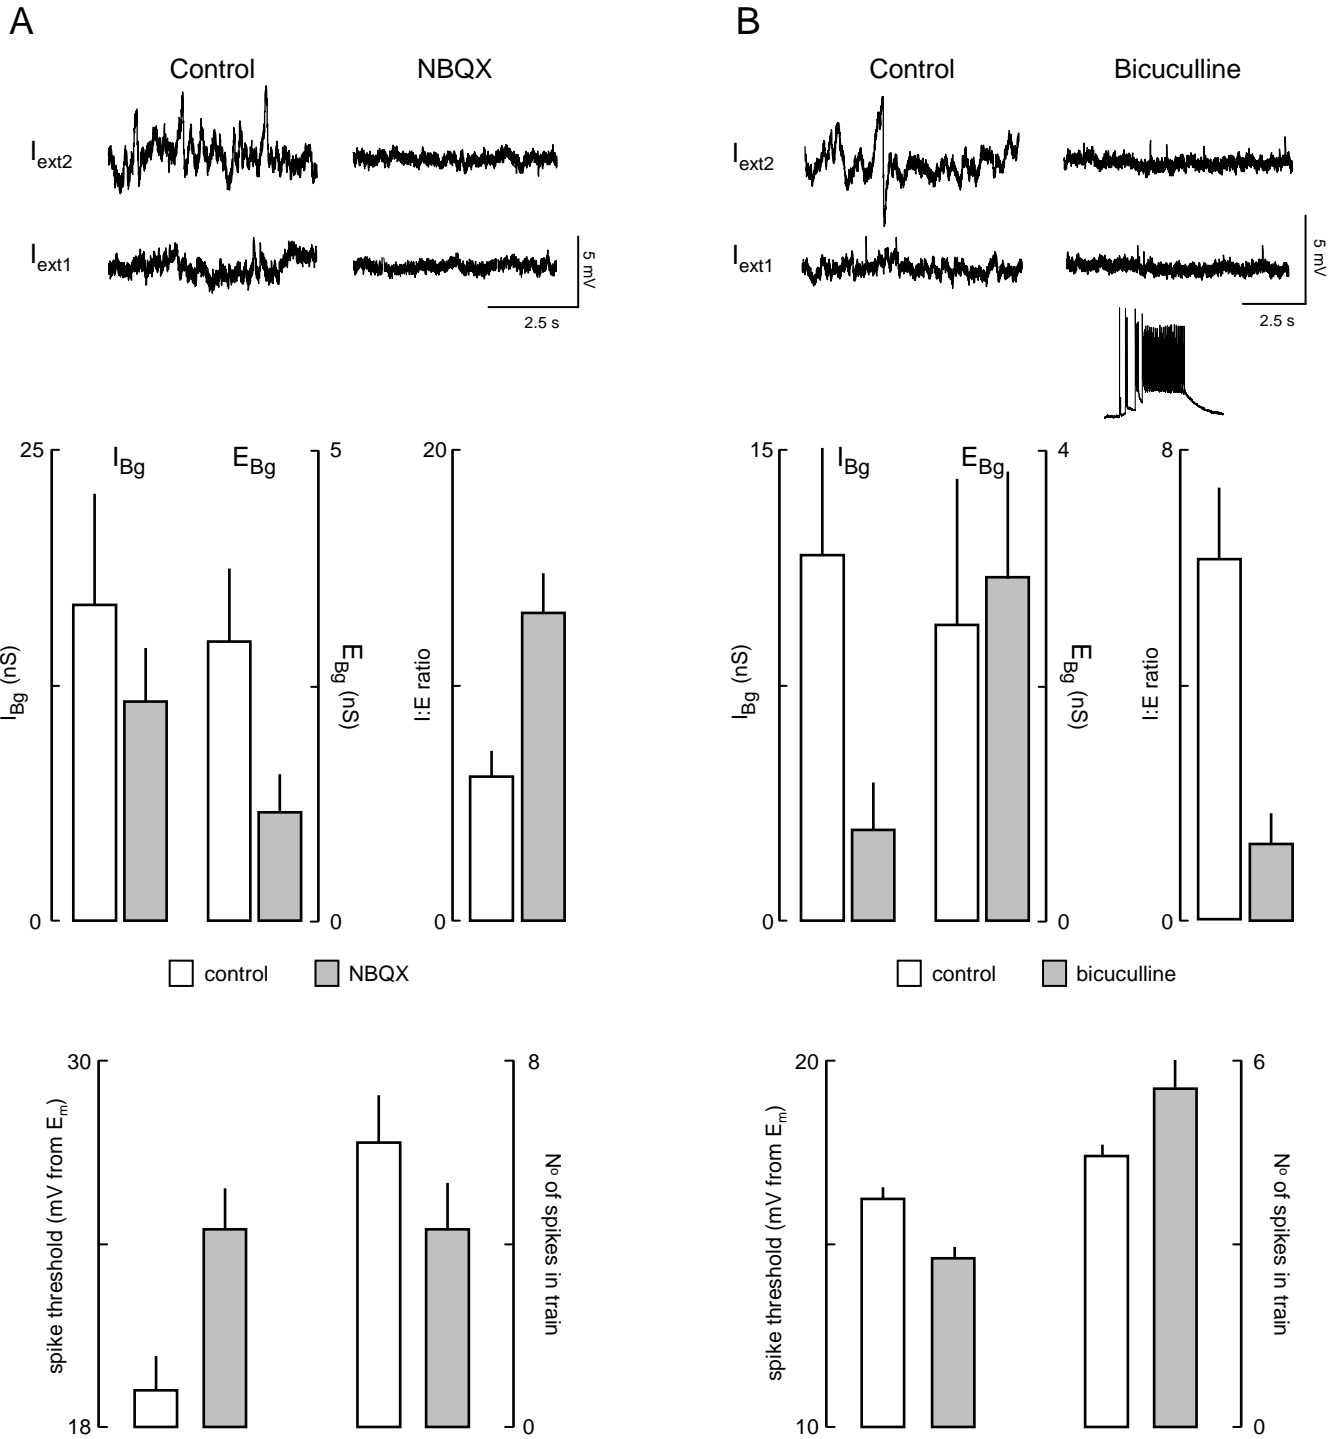 A
Control
NBQX
Iext2
Iext1
5 mV
2.5 s
25
IBg
EBg
5
20
IBg (nS)
EBg (nS)
I:E ratio
0
0
0
control
NBQX
30
8
spike threshold (mV from Em)
No of spikes in train
18
0
B
Control
Bicuculline
Iext2
Iext1
5 mV
2.5 s
15
IBg
EBg
4
8
IBg (nS)
EBg (nS)
I:E ratio
0
0
0
control
bicuculline
20
6
spike threshold (mV from Em)
No of spikes in train
10
0